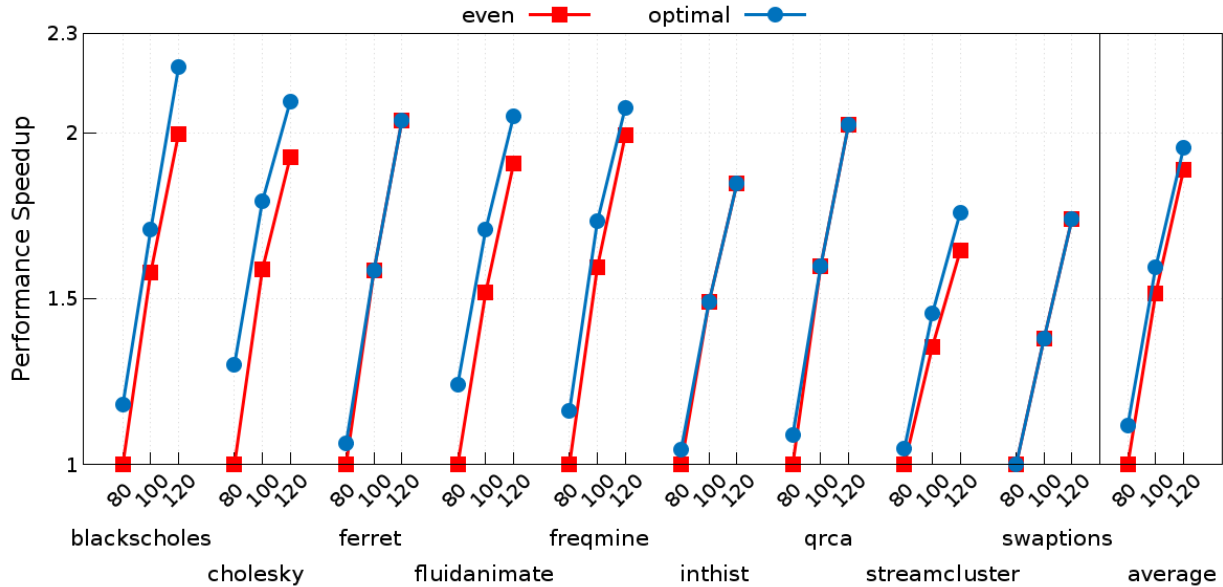 even optimal
2.3
2
1.5
1
Performance Speedup
80 100 120 80 100 120 80 100 120 80 100 120 80 100 120 80 100 120 80 100 120 80 100 120 80 100 120 80 100 120
blackscholes ferret freqmine qrca swaptions
cholesky fluidanimate inthist streamcluster average